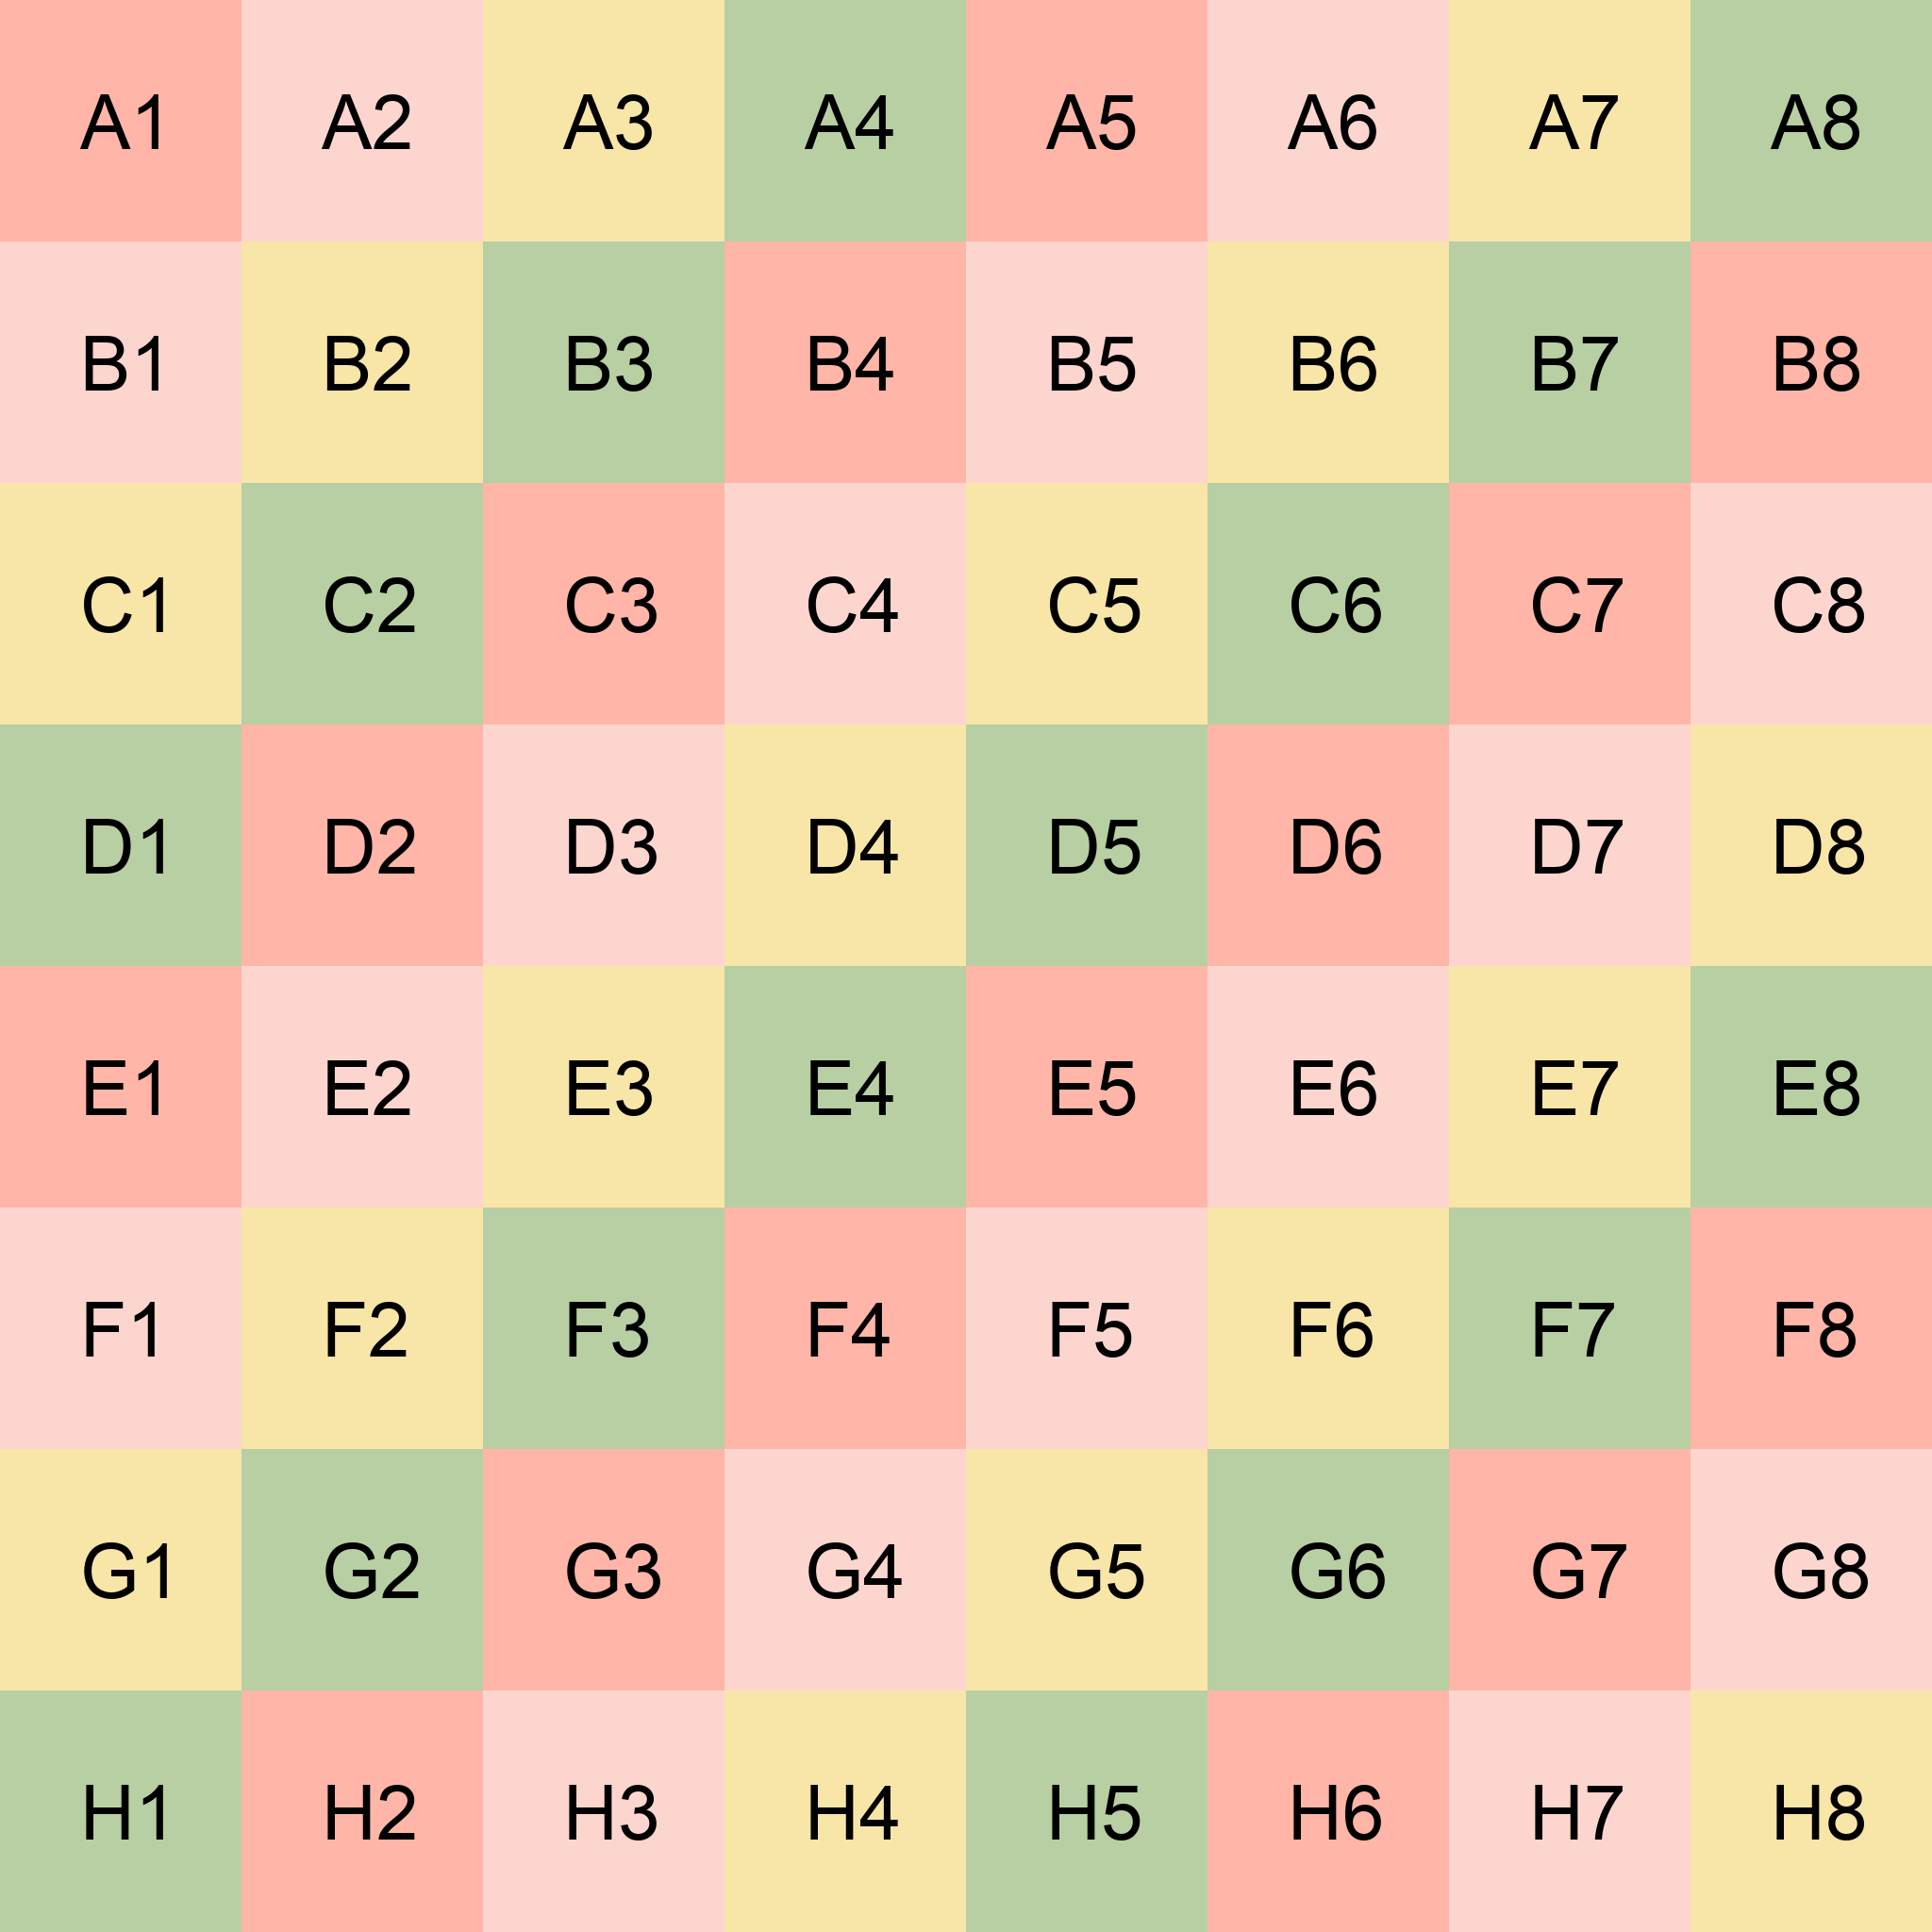 A1 A2 A3 A4 A5 A6 A7 A8
B1 B2 B3 B4 B5 B6 B7 B8
C1 C2 C3 C4 C5 C6 C7 C8
D1 D2 D3 D4 D5 D6 D7 D8
E1 E2 E3 E4 E5 E6 E7 E8
F1 F2 F3 F4 F5 F6 F7 F8
G1 G2 G3 G4 G5 G6 G7 G8
H1 H2 H3 H4 H5 H6 H7 H8